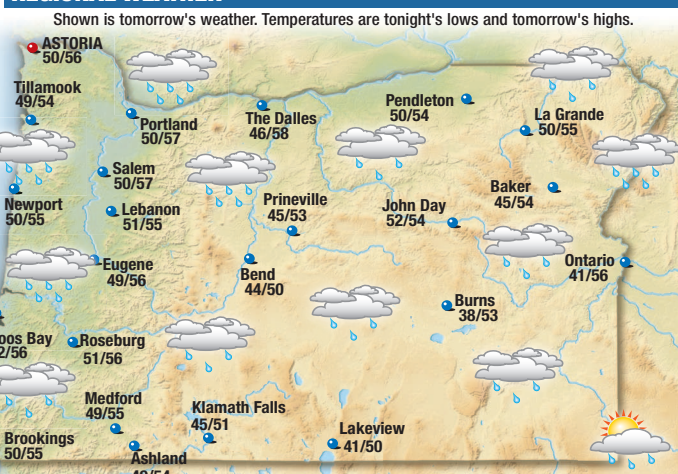 Shown is tomorrow's weather. Temperatures are tonight's lows and tomorrow's highs.
ASTORIA
50/56
Tillamook
49/54
Portland
50/57
The Dalles
46/58
Pendleton
50/54
La Grande
50/55
Salem
50/57
Newport
50/55
Lebanon
51/55
Prineville
45/53
John Day
52/54
Baker
45/54
Eugene
49/56
Bend
44/50
Ontario
41/56
Burns
38/53
oos Bay
2/56
Roseburg
51/56
Medford
49/55
Klamath Falls
45/51
Lakeview
41/50
Brookings
50/55
Ashland